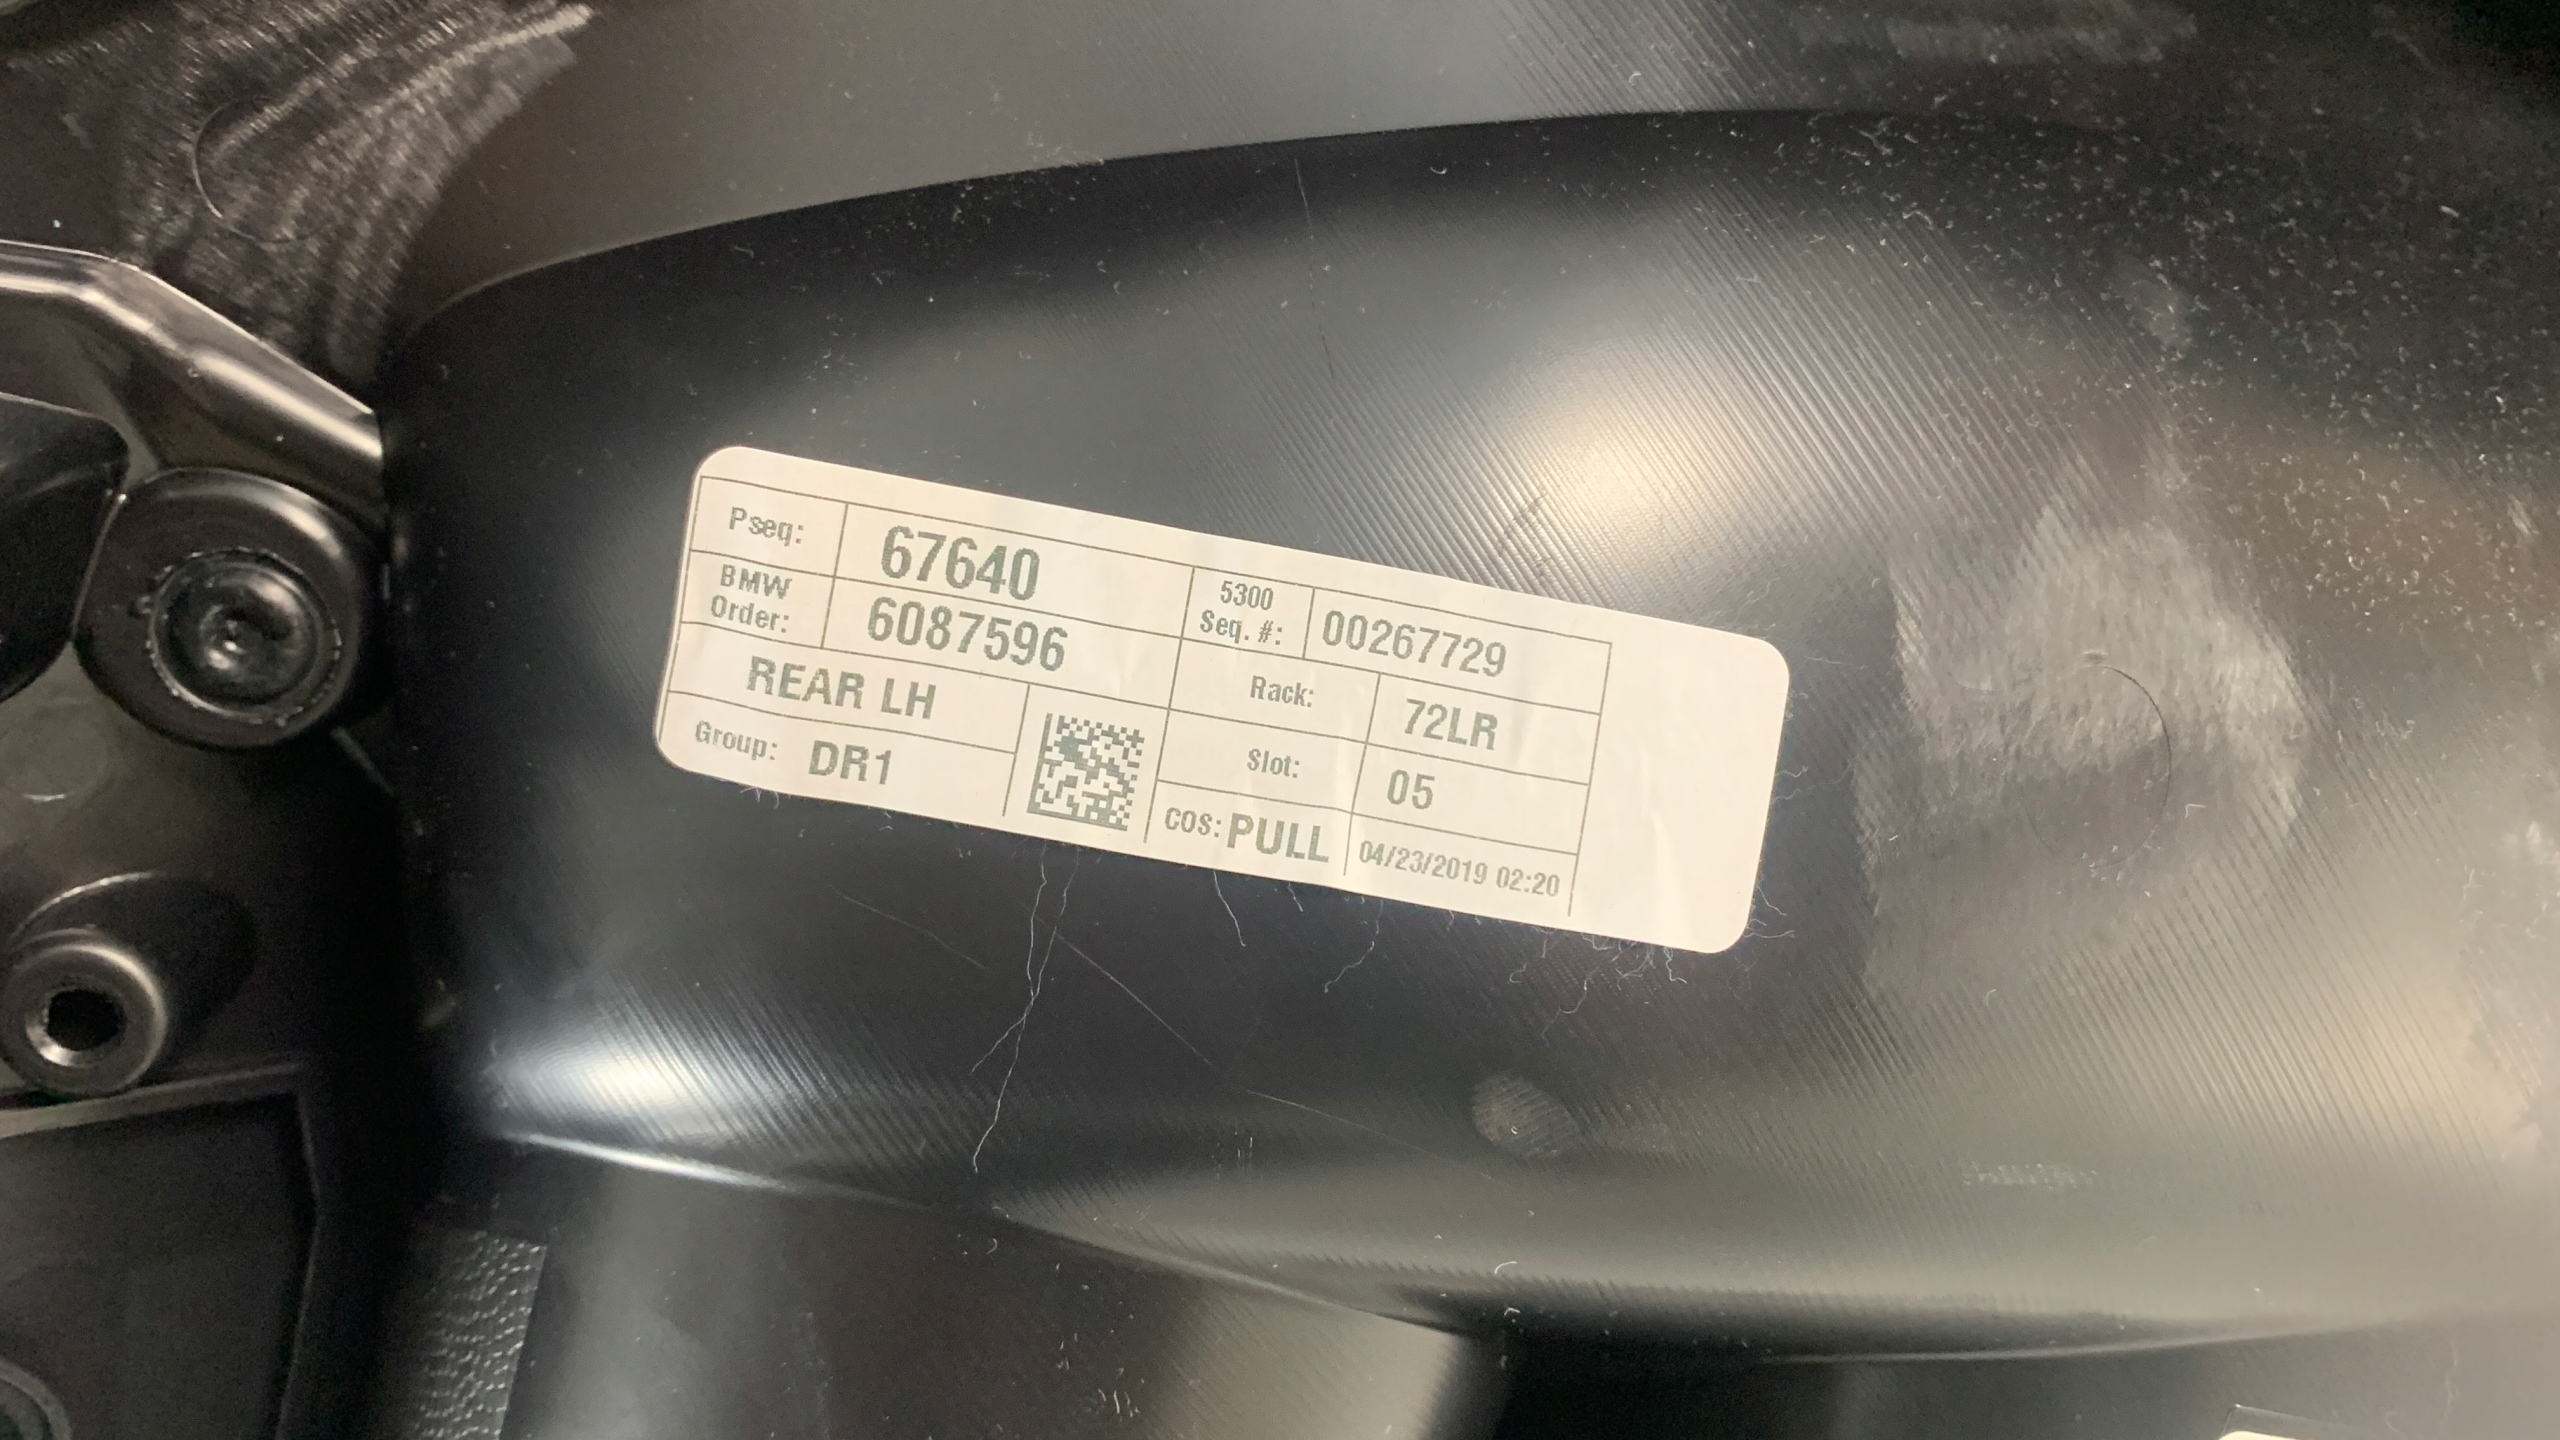 Pseq: 67640
BMW Order: 6087596
5300 Seq. #: 00267729
REAR LH
Rack: 72LR
Group: DR1
Slot: 05
COS: PULL
04/23/2019 02:20